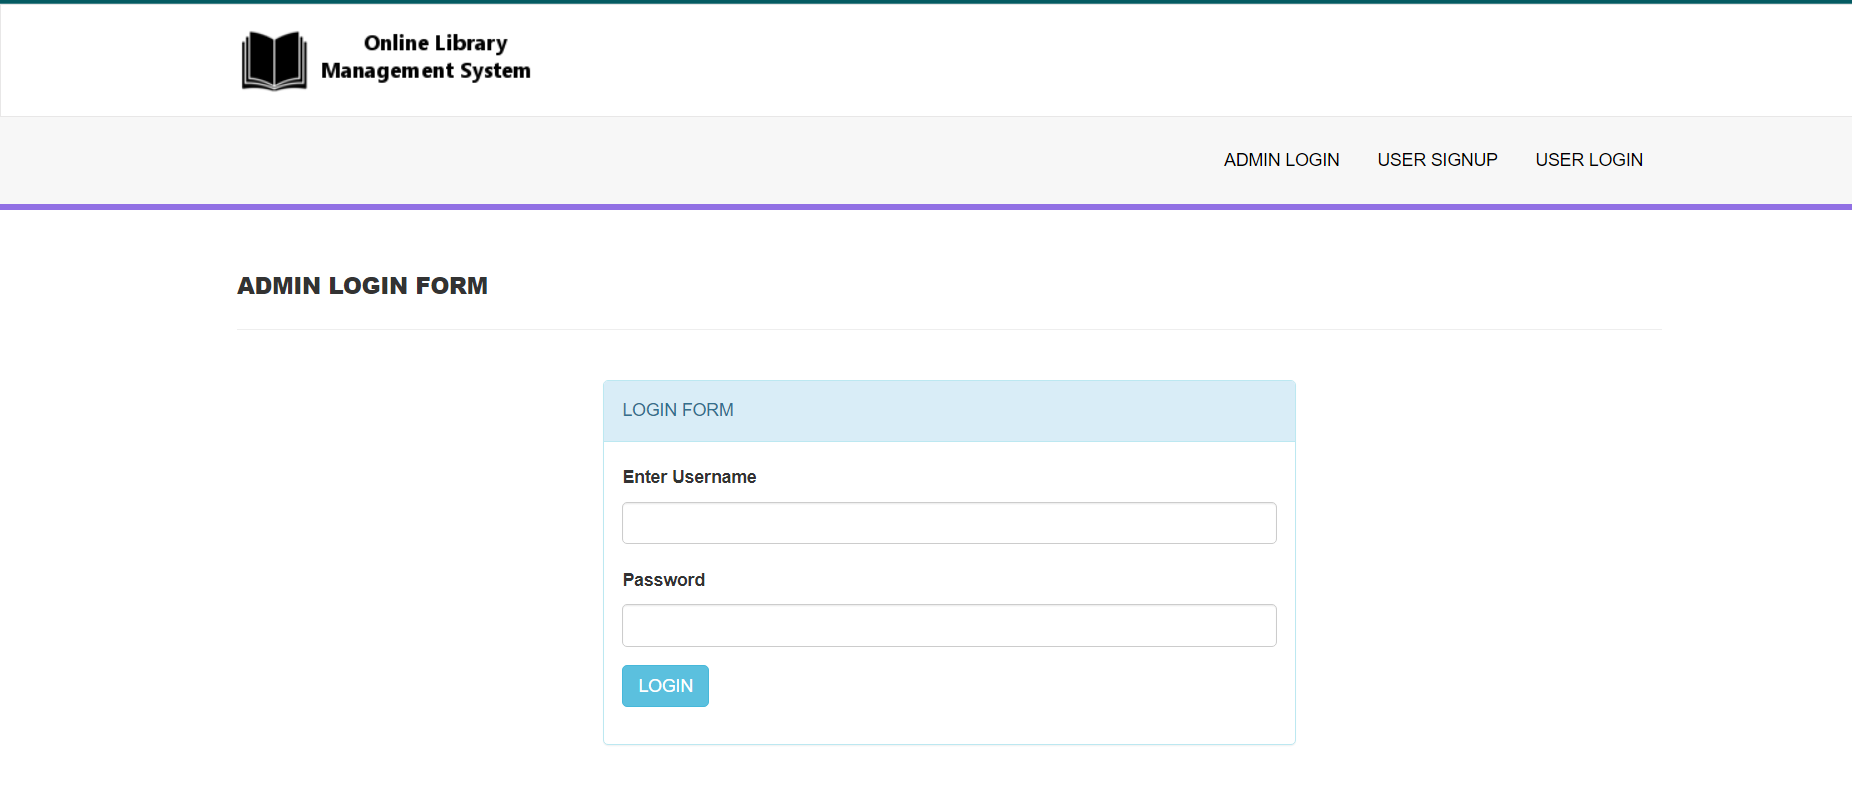 Online Library
Management System
ADMIN LOGIN USER SIGNUP USER LOGIN
ADMIN LOGIN FORM
LOGIN FORM
Enter Username
Password
LOGIN